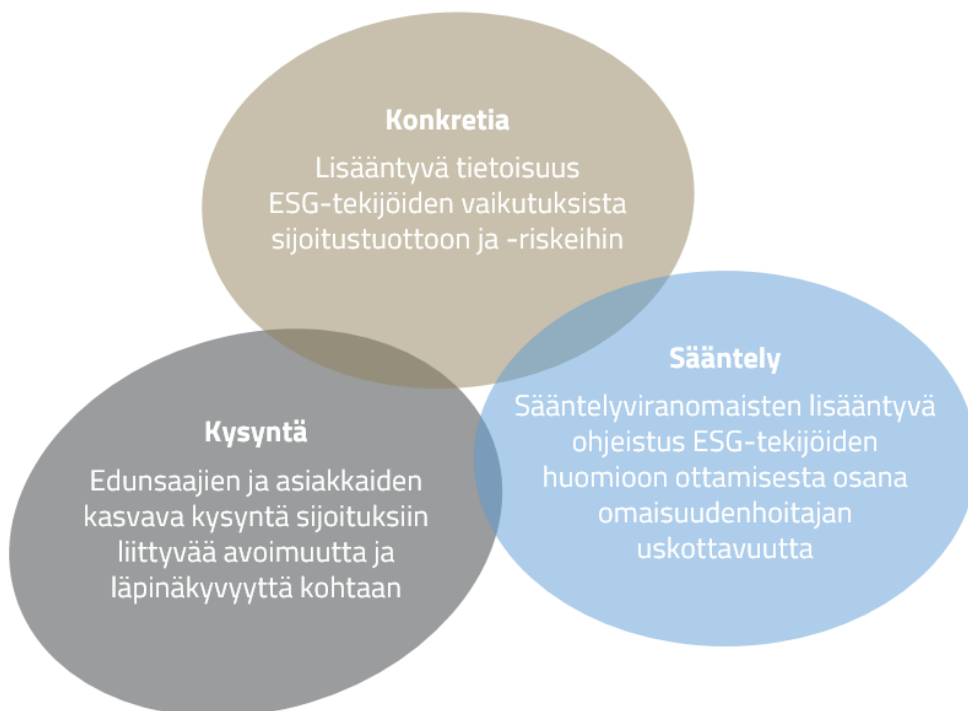 Konkretia
Lisääntyvä tietoisuus
ESG-tekijöiden vaikutuksista
sijoitustuottoon ja -riskeihin
Sääntely
Sääntelyviranomaisten lisääntyvä
ohjeistus ESG-tekijöiden
huomioon ottamisesta osana
omaisuudenhoitajan
uskottavuutta
Kysyntä
Edunsaajien ja asiakkaiden
kasvava kysyntä sijoituksiin
liittyvää avoimuutta ja
läpinäkyvyyttä kohtaan